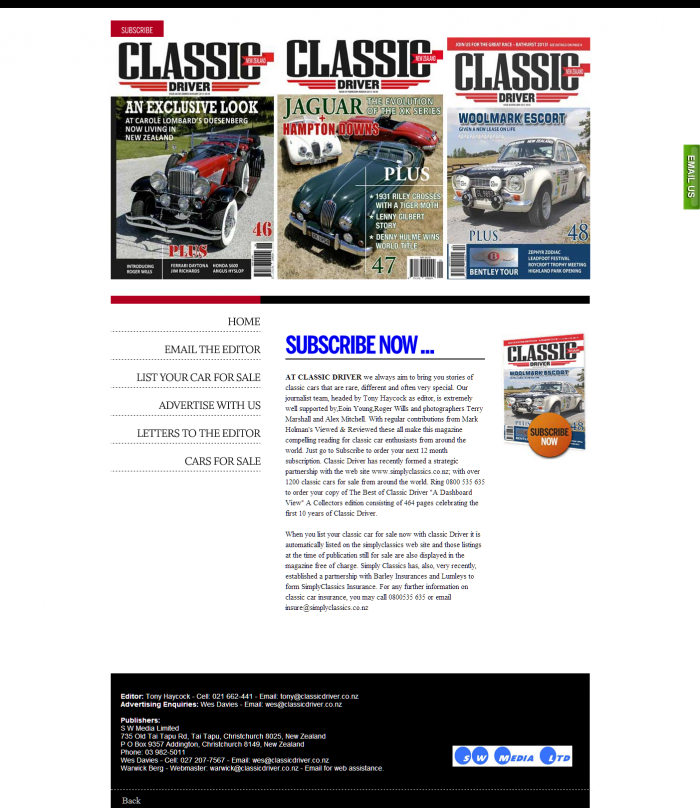 SUBSCRIBE
CLASSIC
NEW ZEALAND
DRIVER
AN EXCLUSIVE LOOK
AT CAROLE LOMBARD'S DUESENBERG
NOW LIVING IN
NEW ZEALAND
46
PLUS
INTRODUCING
ROGER WILLS
FERRARI DAYTONA
JIM RICHARDS
HONDA S600
ANGUS HYSLOP
CLASSIC
NEW ZEALAND
DRIVER
JAGUAR
THE EVOLUTION
OF THE XK SERIES
+
HAMPTON DOWNS
PLUS
★ 1931 RILEY CROSSES
WITH A TIGER MOTH
★ LENNY GILBERT
STORY
★ DENNY HULME WINS
WORLD TITLE
47
JOIN US FOR THE GREAT RACE - BATHURST 2013!
CLASSIC
NEW ZEALAND
DRIVER
WOOLMARK ESCORT
GIVEN A NEW LEASE ON LIFE
PLUS
48
BENTLEY TOUR
ZEPHYR ZODIAC
LEADFOOT FESTIVAL
ROYCROFT TROPHY MEETING
HIGHLAND PARK OPENING
EMAIL US
HOME
EMAIL THE EDITOR
LIST YOUR CAR FOR SALE
ADVERTISE WITH US
LETTERS TO THE EDITOR
CARS FOR SALE
SUBSCRIBE NOW ...
AT CLASSIC DRIVER we always aim to bring you stories of
classic cars that are rare, different and often very special. Our
journalist team, headed by Tony Haycock as editor, is extremely
well supported by,Eoin Young,Roger Wills and photographers Terry
Marshall and Alex Mitchell. With regular contributions from Mark
Holman's Viewed & Reviewed these all make this magazine
compelling reading for classic car enthusiasts from around the
world. Just go to Subscribe to order your next 12 month
subscription. Classic Driver has recently formed a strategic
partnership with the web site www.simplyclassics.co.nz; with over
1200 classic cars for sale from around the world. Ring 0800 535 635
to order your copy of The Best of Classic Driver "A Dashboard
View" A Collectors edition consisting of 464 pages celebrating the
first 10 years of Classic Driver.
When you list your classic car for sale now with classic Driver it is
automatically listed on the simplyclassics web site and those listings
at the time of publication still for sale are also displayed in the
magazine free of charge. Simply Classics has, also, very recently,
established a partnership with Barley Insurances and Lumleys to
form SimplyClassics Insurance. For any further information on
classic car insurance, you may call 0800535 635 or email
insure@simplyclassics.co.nz
CLASSIC
DRIVER
WOOLMARK ESCORT
48
SUBSCRIBE
NOW
Editor: Tony Haycock - Cell: 021 662-441 - Email: tony@classicdriver.co.nz
Advertising Enquiries: Wes Davies - Email: wes@classicdriver.co.nz
Publishers:
S W Media Limited
735 Old Tai Tapu Rd, Tai Tapu, Christchurch 8025, New Zealand
P O Box 9357 Addington, Christchurch 8149, New Zealand
Phone: 03 982-5011
Wes Davies - Cell: 027 207-7567 - Email: wes@classicdriver.co.nz
Warwick Berg - Webmaster: warwick@classicdriver.co.nz - Email for web assistance.
S W MEDIA LTD
Back